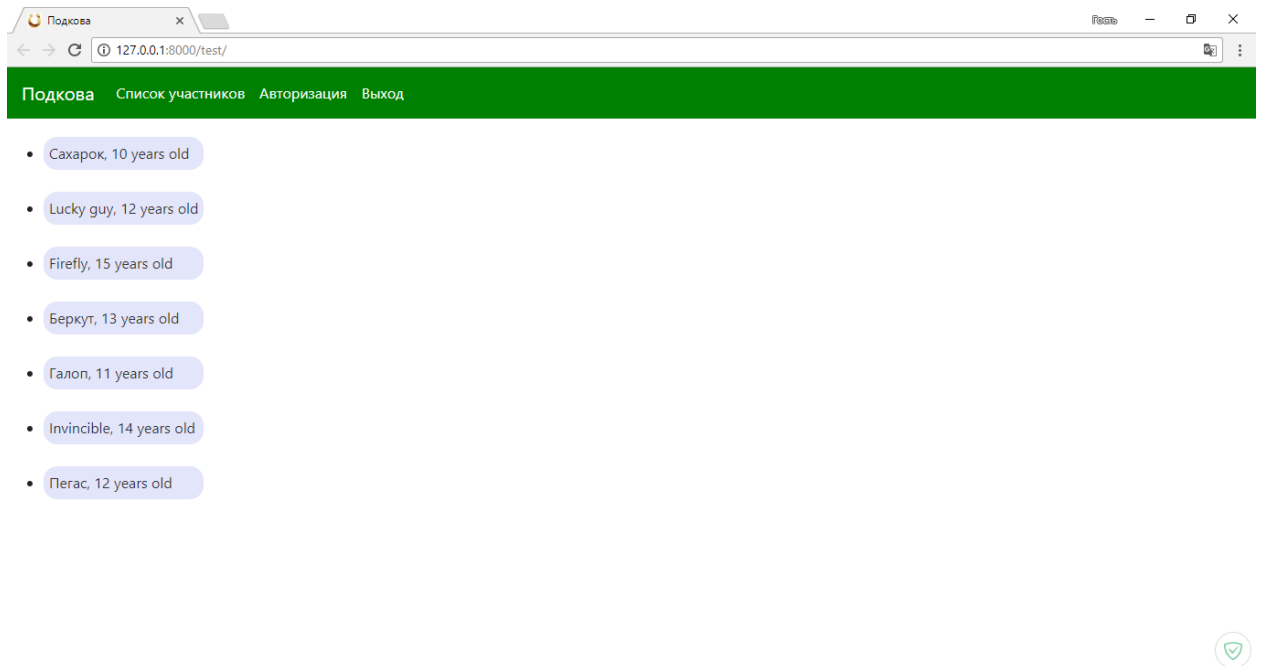 Подкова
Гость
127.0.0.1:8000/test/
Подкова Список участников Авторизация Выход
Сахарок, 10 years old
Lucky guy, 12 years old
Firefly, 15 years old
Беркут, 13 years old
Галоп, 11 years old
Invincible, 14 years old
Пегас, 12 years old